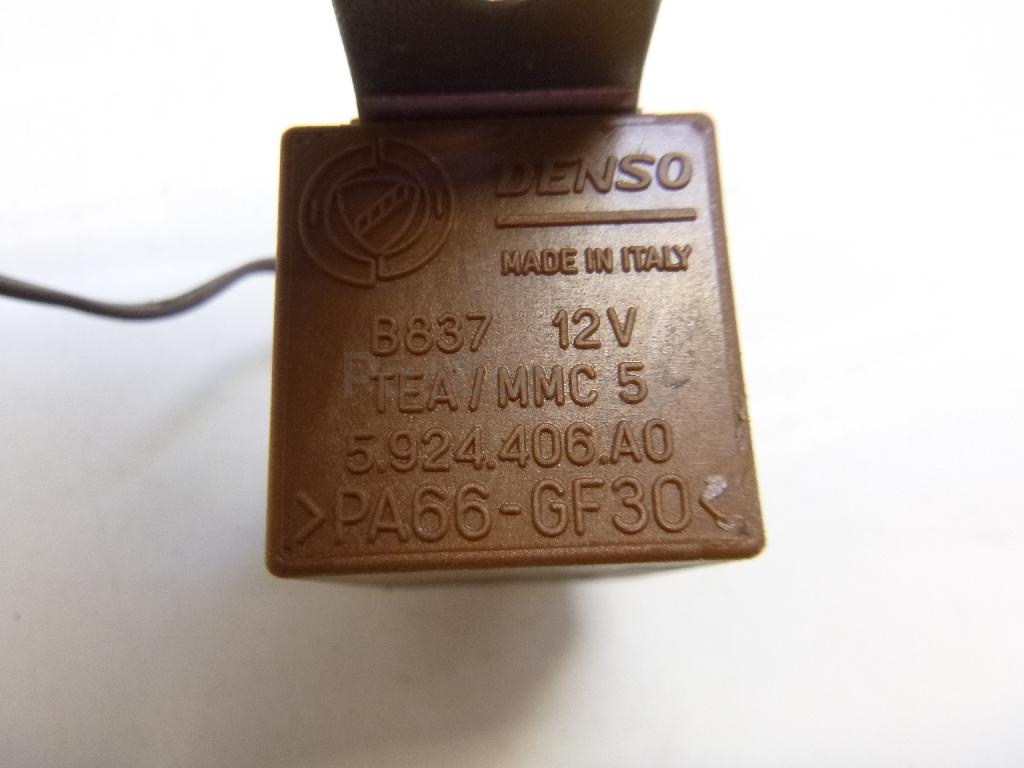 DENSO
MADE IN ITALY
B837 12V
TEA/MMC 5
5.924.406.A0
>PA66-GF30<